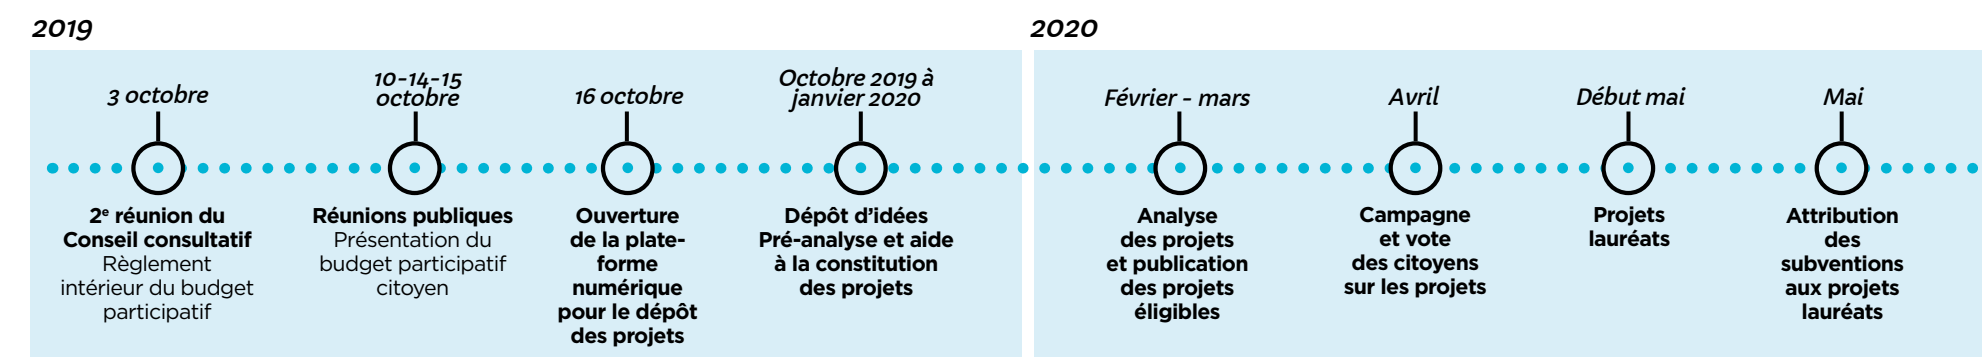 2019
3 octobre
2e réunion du
Conseil consultatif
Règlement
intérieur du budget
participatif
10-14-15
octobre
Réunions publiques
Présentation du
budget participatif
citoyen
16 octobre
Ouverture
de la plate-
forme
numérique
pour le dépôt
des projets
Octobre 2019 à
janvier 2020
Dépôt d'idées
Pré-analyse et aide
à la constitution
des projets
2020
Février - mars
Analyse
des projets
et publication
des projets
éligibles
Avril
Campagne
et vote
des citoyens
sur les projets
Début mai
Projets
lauréats
Mai
Attribution
des
subventions
aux projets
lauréats